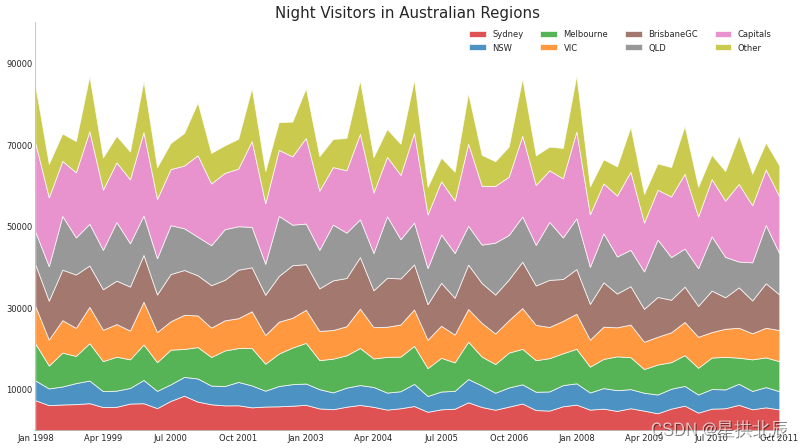 Night Visitors in Australian Regions
Sydney Melbourne BrisbaneGC Capitals
NSW VIC QLD Other
90000
70000
50000
30000
10000
Jan 1998 Apr 1999 Jul 2000 Oct 2001 Jan 2003 Apr 2004 Jul 2005 Oct 2006 Jan 2008 Apr 2009 Jul 2010 Oct 2011
CSDN @星拱北辰